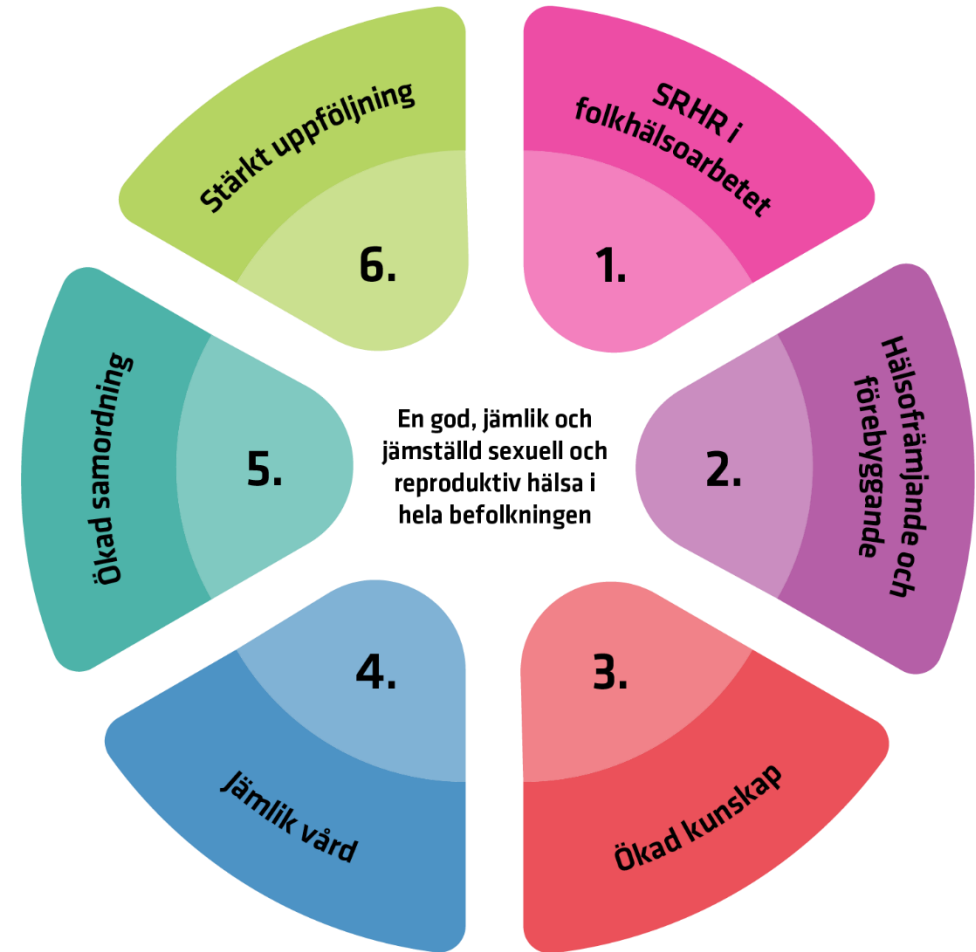 En god, jämlik och
jämställd sexuell och
reproduktiv hälsa i
hela befolkningen
1.
SRHR i
folkhälsoarbetet
2.
Hälsofrämjande och
förebyggande
3.
Ökad kunskap
4.
Jämlik vård
5.
Ökad samordning
6.
Stärkt uppföljning